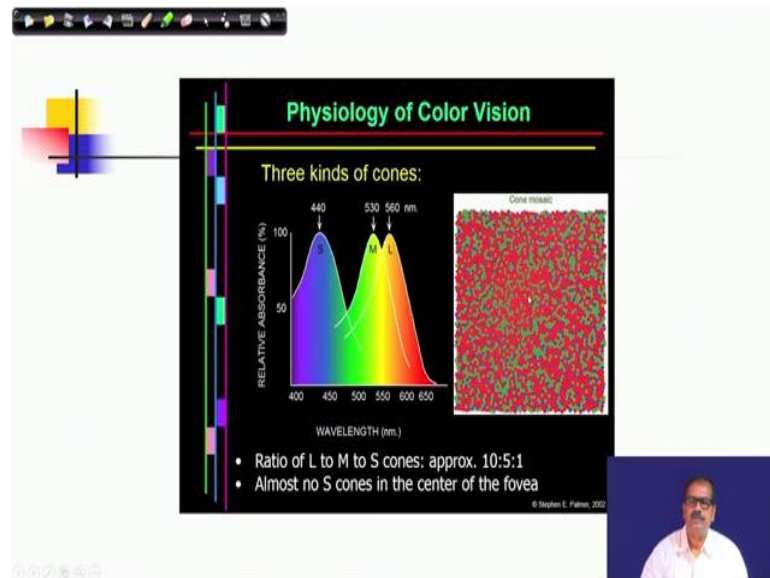 Physiology of Color Vision
Three kinds of cones:
Cone mosaic
440 530 560 nm.
RELATIVE ABSORBANCE (%)
100
50
S M L
400 450 500 550 600 650
WAVELENGTH (nm.)
• Ratio of L to M to S cones: approx. 10:5:1
• Almost no S cones in the center of the fovea
© Stephen E. Palmer, 2002